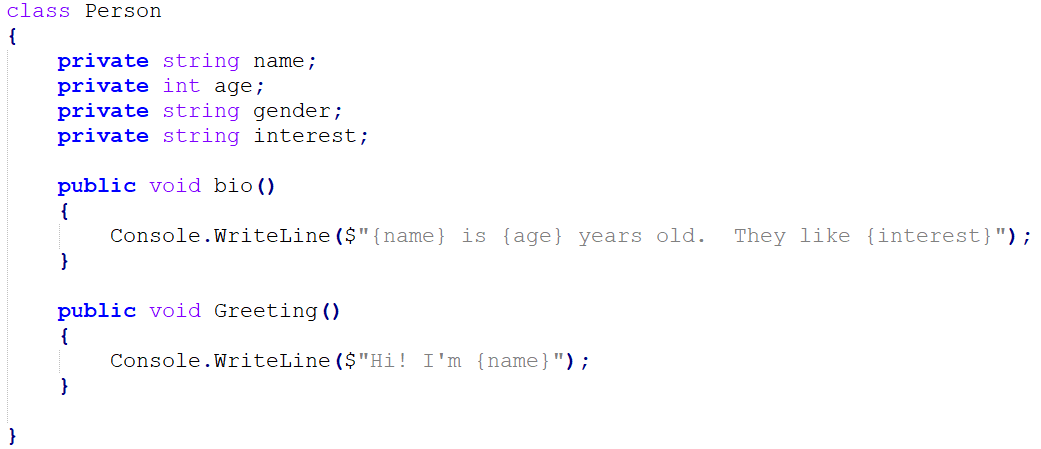 class Person
{
    private string name;
    private int age;
    private string gender;
    private string interest;

    public void bio()
    {
        Console.WriteLine($"{name} is {age} years old.  They like {interest}");
    }

    public void Greeting()
    {
        Console.WriteLine($"Hi! I'm {name}");
    }

}